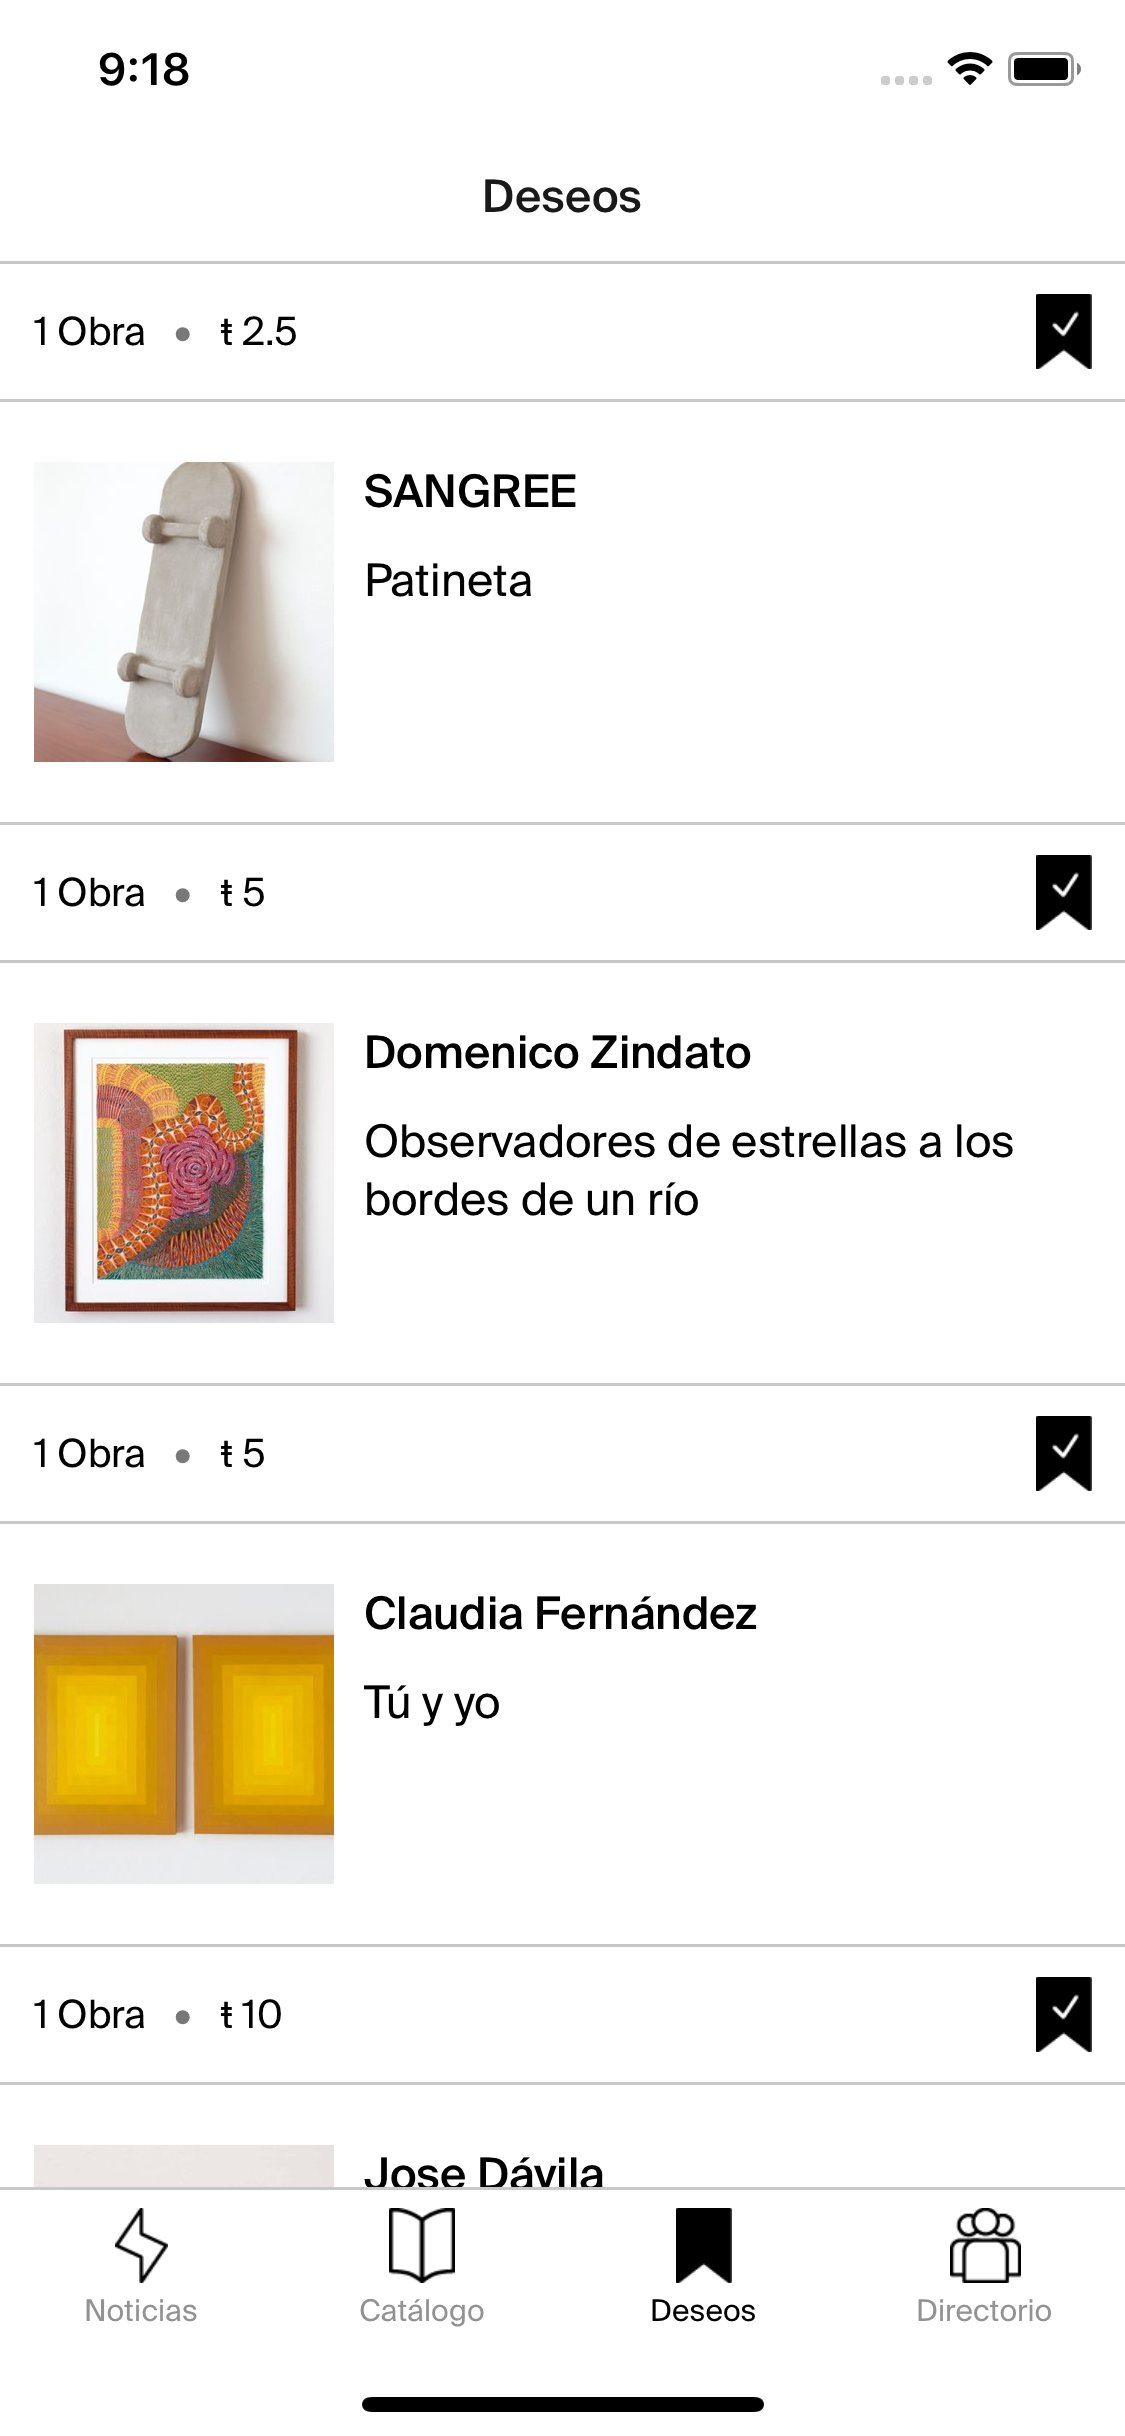 9:18
Deseos
1 Obra • ŧ 2.5
SANGREE
Patineta
1 Obra • ŧ 5
Domenico Zindato
Observadores de estrellas a los
bordes de un río
1 Obra • ŧ 5
Claudia Fernández
Tú y yo
1 Obra • ŧ 10
Jose Dávila
Noticias
Catálogo
Deseos
Directorio